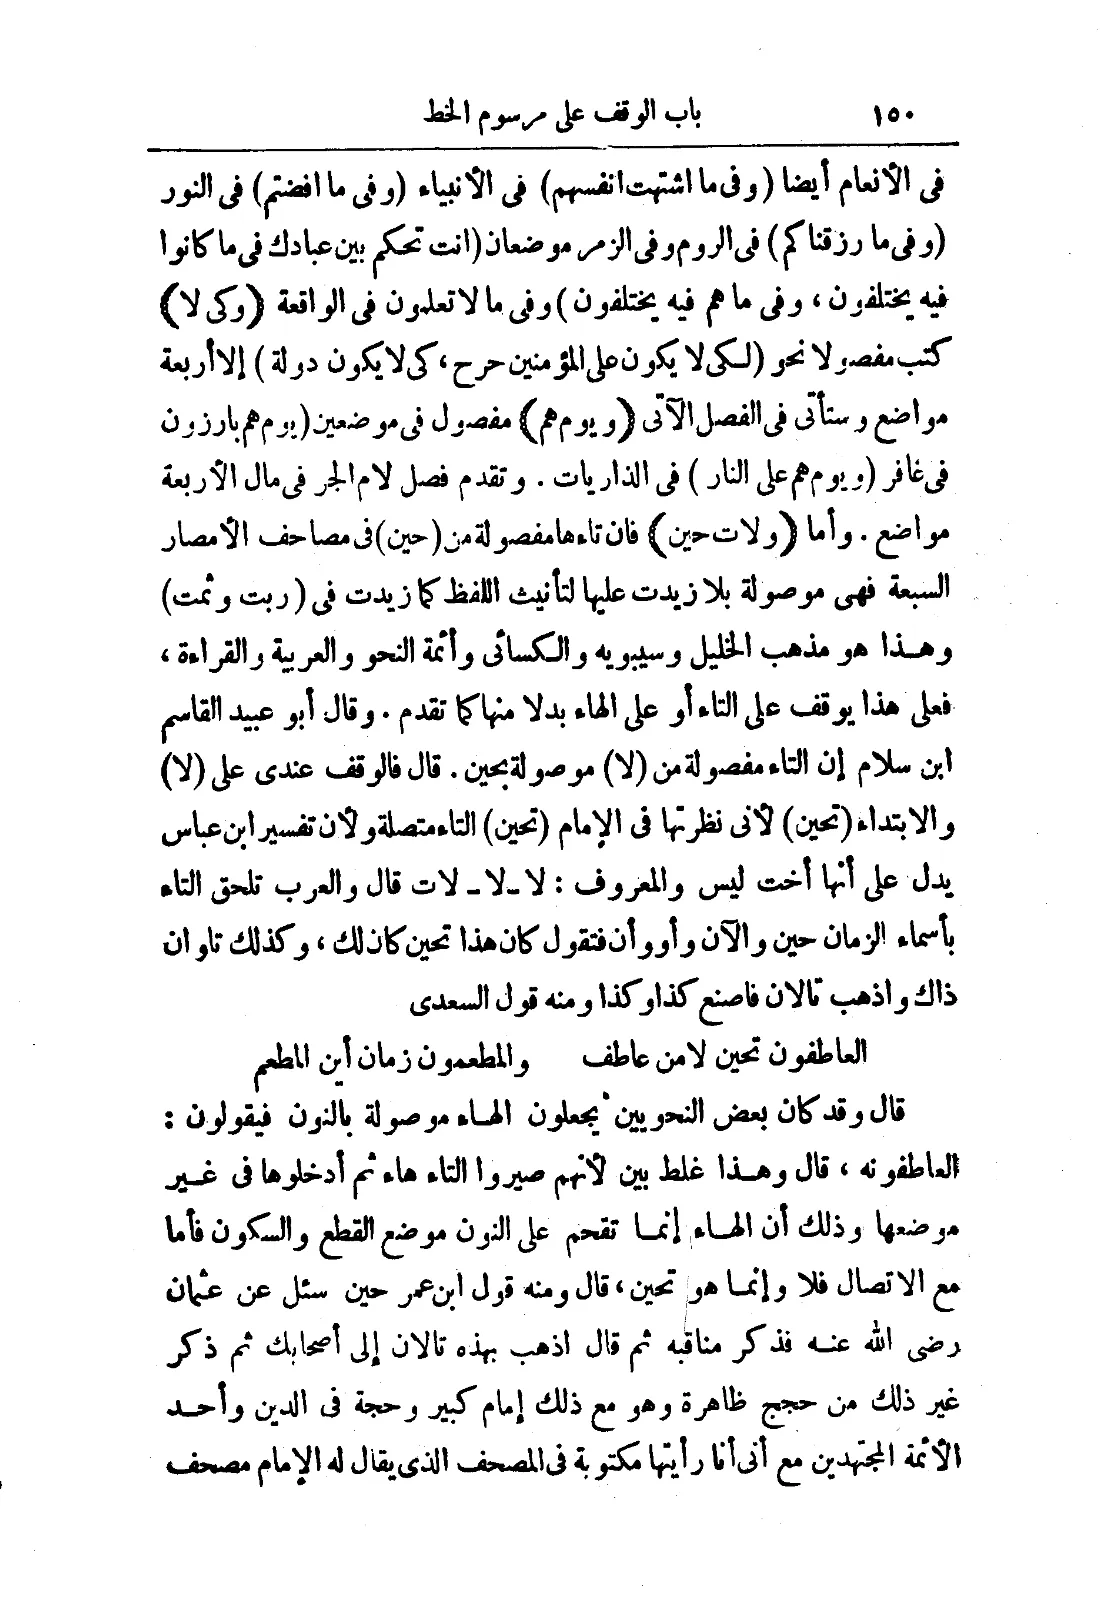 ١٥٠ باب الوقف على مرسوم الخط
فى الأنعام أيضا (وفى ما اشتهت انفسهم) فى الأنبياء (وفى ما افضتم) فى النور
(وفى ما رزقناكم) فى الروم وفى الزمر موضعان (انت تحكم بين عبادك فى ما كانوا
فيه يختلفون ، وفى ما هم فيه يختلفون) وفى ما لا تعلمون فى الواقعة (وكى لا)
كتب مفصولا نحو (لكى لا يكون على المؤمنين حرج ، كى لا يكون دولة) إلا أربعة
مواضع وستأتى فى الفصل الآتى (ويوم هم) مفصول فى موضعين (يوم هم بارزون
فى غافر (ويوم هم على النار) فى الذاريات . وتقدم فصل لام الجر فى مال الأربعة
مواضع . وأما (ولات حين) فان تاءها مفصولة من (حين) فى مصاحف الأمصار
السبعة فهى موصولة بلا زيدت عليها لتأنيث اللفظ كما زيدت فى (ربت وثمت)
وهذا هو مذهب الخليل وسيبويه والكسائى وأئمة النحو والعربية والقراءة ،
فعلى هذا يوقف على التاء أو على الهاء بدلا منها كما تقدم . وقال أبو عبيد القاسم
ابن سلام إن التاء مفصولة من (لا) موصولة بحين . قال فالوقف عندى على (لا)
والابتداء (تحين) لأنى نظرتها فى الإمام (تحين) التاء متصلة ولأن تفسير ابن عباس
يدل على أنها أخت ليس والمعروف : لا ـ لا ـ لات قال والعرب تلحق التاء
بأسماء الزمان حين والآن وأوان فتقول كان هذا تحين كان لك ، وكذلك تاوان
ذاك واذهب تالان فاصنع كذا وكذا ومنه قول السعدى
العاطفون تحين لا من عاطف والمطعمون زمان أين المطعم
قال وقد كان بعض النحويين يجعلون الهاء موصولة بالنون فيقولون :
العاطفونه ، قال وهذا غلط بين لأنهم صيروا التاء هاء ثم أدخلوها فى غير
موضعها وذلك أن الهاء إنما تقحم على النون موضع القطع والسكون فأما
مع الاتصال فلا وإنما هو تحين ، قال ومنه قول ابن عمر حين سئل عن عثمان
رضى الله عنه فذكر مناقبه ثم قال اذهب بهذه تالان إلى أصحابك ثم ذكر
غير ذلك من حجج ظاهرة وهو مع ذلك إمام كبير وحجة فى الدين وأحد
الأئمة المجتهدين مع أنى أنا رأيتها مكتوبة فى المصحف الذى يقال له الإمام مصحف